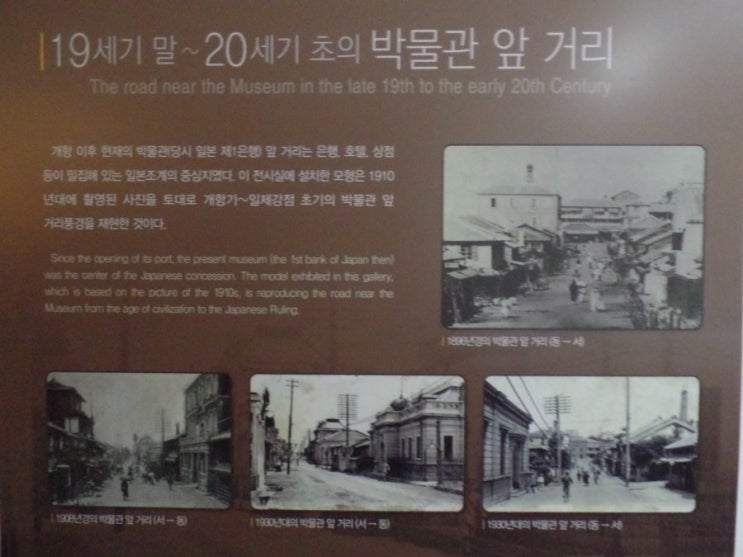 19세기 말~20세기 초의 박물관 앞 거리
The road near the Museum in the late 19th to the early 20th Century
개항 이후 현재의 박물관(당시 일본 제1은행) 앞 거리는 은행, 호텔, 상점
등이 밀집해 있는 일본조계의 중심지였다. 이 전시실에 설치한 모형은 1910
년대에 촬영된 사진을 토대로 개항기~일제강점 초기의 박물관 앞
거리풍경을 재현한 것이다.
Since the opening of its port, the present museum (the 1st bank of Japan then)
was the center of the Japanese concession. The model exhibited in this gallery,
which is based on the picture of the 1910s, is reproducing the road near the
Museum from the age of civilization to the Japanese Ruling.
1896년경의 박물관 앞 거리 (동 → 서)
1908년경의 박물관 앞 거리 (서 → 동)
1930년대의 박물관 앞 거리 (서 → 동)
1930년대의 박물관 앞 거리 (동 → 서)